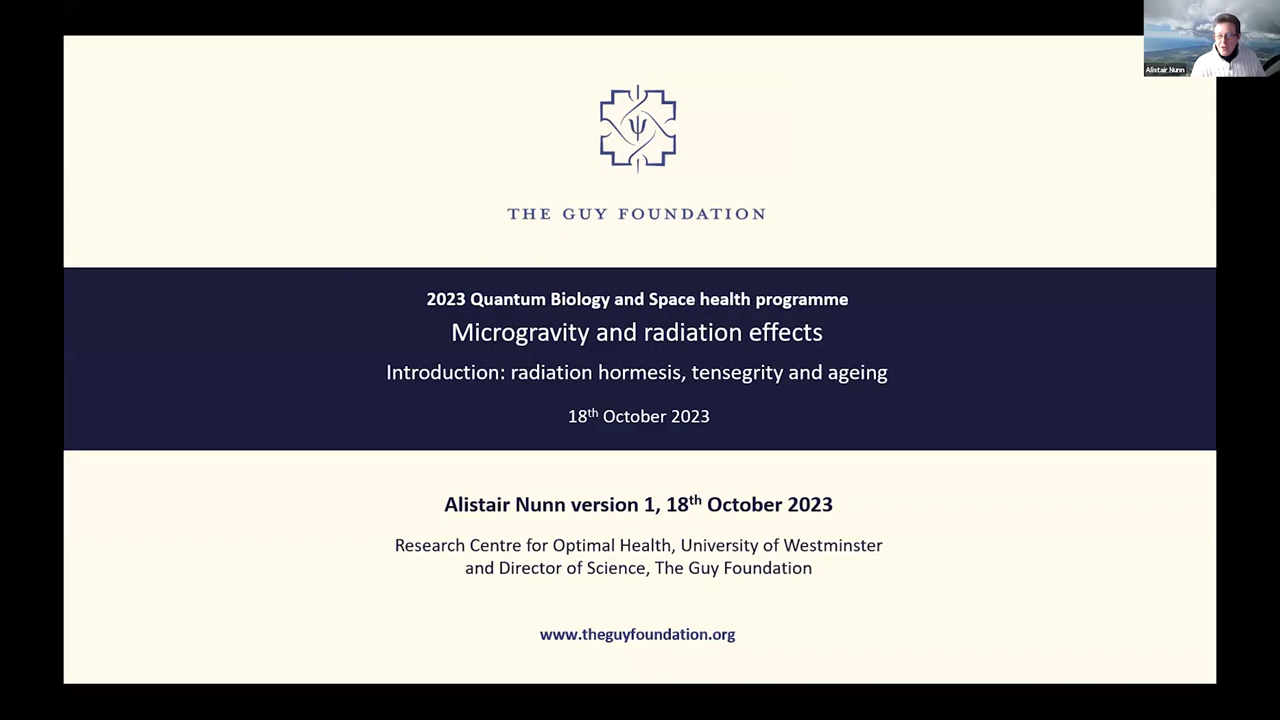 Alistair Nunn
THE GUY FOUNDATION
2023 Quantum Biology and Space health programme
Microgravity and radiation effects
Introduction: radiation hormesis, tensegrity and ageing
18th October 2023
Alistair Nunn version 1, 18th October 2023
Research Centre for Optimal Health, University of Westminster
and Director of Science, The Guy Foundation
www.theguyfoundation.org